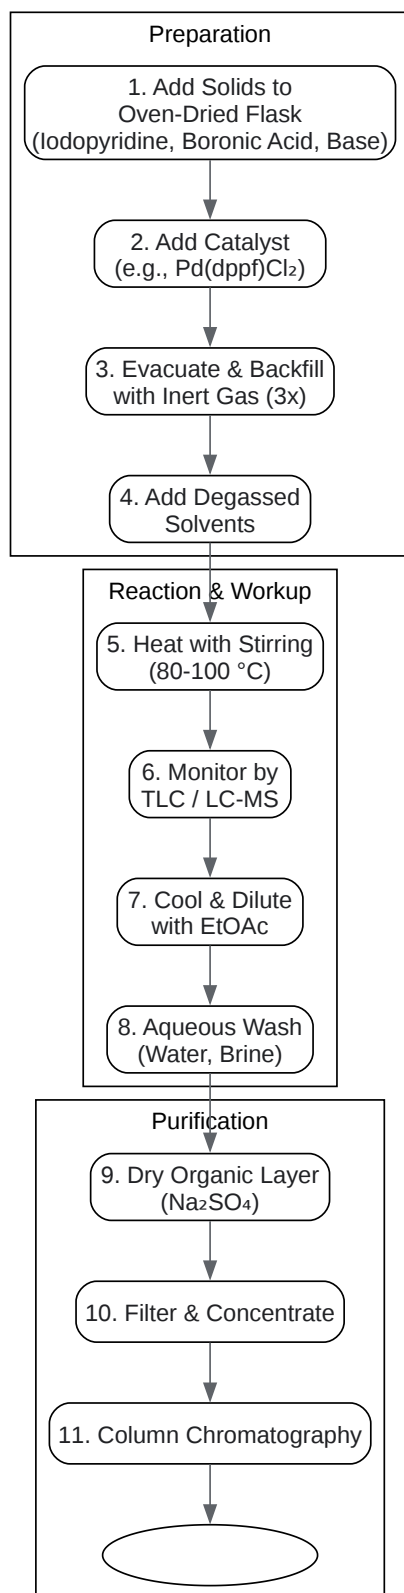 Preparation
1. Add Solids to
Oven-Dried Flask
(Iodopyridine, Boronic Acid, Base)
2. Add Catalyst
(e.g., Pd(dppf)Cl₂)
3. Evacuate & Backfill
with Inert Gas (3x)
4. Add Degassed
Solvents
Reaction & Workup
5. Heat with Stirring
(80-100 °C)
6. Monitor by
TLC / LC-MS
7. Cool & Dilute
with EtOAc
8. Aqueous Wash
(Water, Brine)
Purification
9. Dry Organic Layer
(Na₂SO₄)
10. Filter & Concentrate
11. Column Chromatography